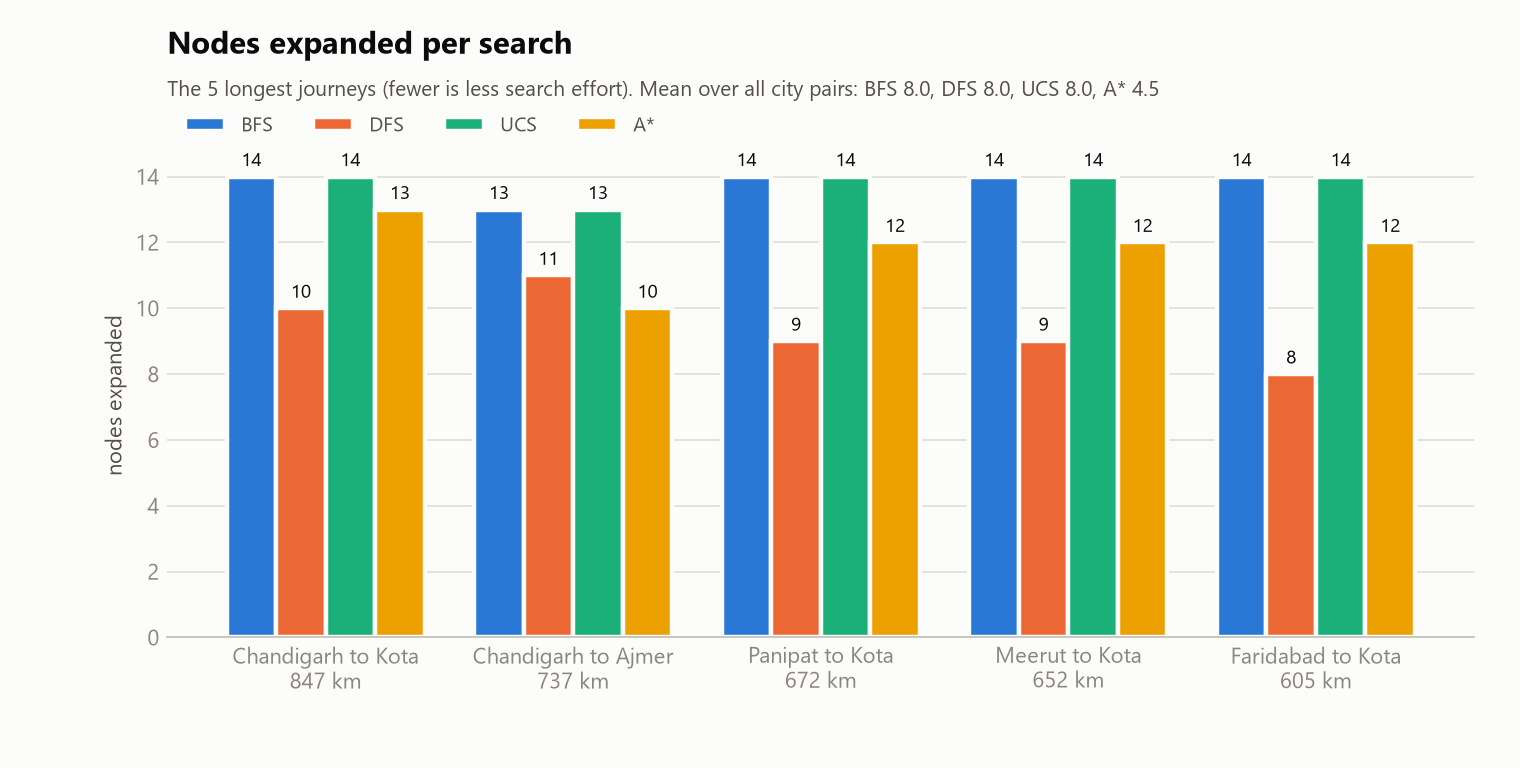 Nodes expanded per search
The 5 longest journeys (fewer is less search effort). Mean over all city pairs: BFS 8.0, DFS 8.0, UCS 8.0, A* 4.5
BFS DFS UCS A*
14 14 14 14 14 14 14 14
14
13 13 13
12 12 12
12
11
10 10
10
9 9
8
8
6
4
2
0
nodes expanded
Chandigarh to Kota Chandigarh to Ajmer Panipat to Kota Meerut to Kota Faridabad to Kota
847 km 737 km 672 km 652 km 605 km